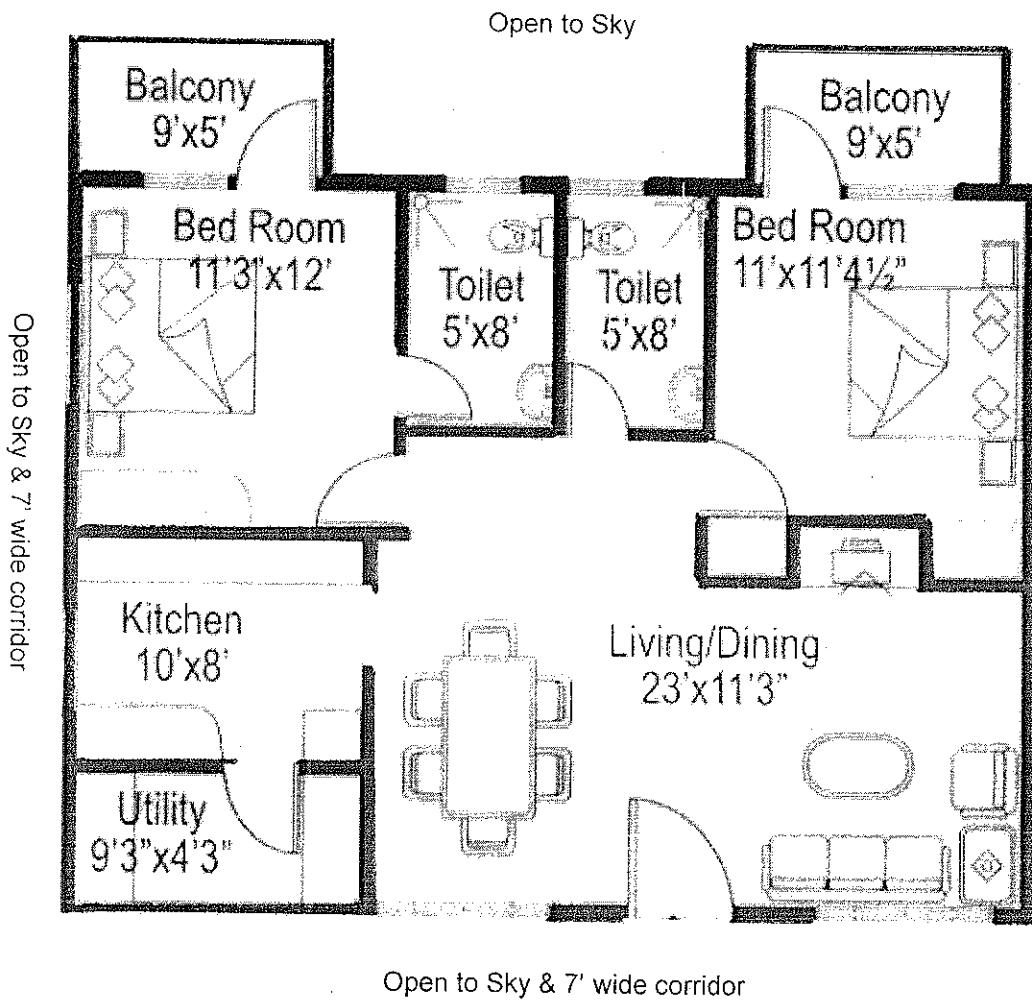 Open to Sky
Balcony
9'x5'
Balcony
9'x5'
Bed Room
11'3"x12'
Toilet
5'x8'
Toilet
5'x8'
Bed Room
11'x11'4½"
Open to Sky & 7' wide corridor
Kitchen
10'x8'
Living/Dining
23'x11'3"
Utility
9'3"x4'3"
Open to Sky & 7' wide corridor